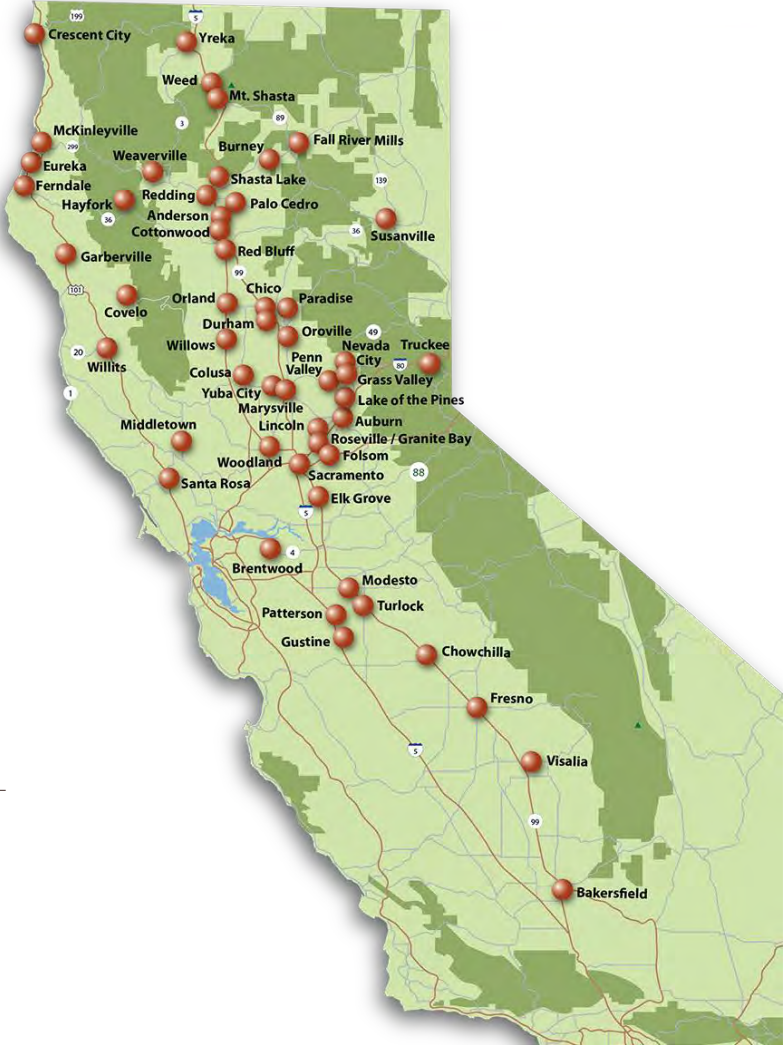 199
5
Crescent City
Yreka
Weed
Mt. Shasta
89
3
McKinleyville
299
Fall River Mills
Burney
Weaverville
Eureka
Shasta Lake
139
Ferndale
Redding
Hayfork
Palo Cedro
Anderson
36
Cottonwood
36
Susanville
Red Bluff
Garberville
99
101
Chico
Orland
Paradise
Covelo
Durham
Oroville
49
Willows
Nevada
City
Truckee
20
Penn
Valley
80
Willits
Colusa
Grass Valley
1
Yuba City
Lake of the Pines
Marysville
Middletown
Lincoln
Auburn
Roseville / Granite Bay
Woodland
Folsom
88
Santa Rosa
Sacramento
Elk Grove
5
4
Brentwood
Modesto
Turlock
Patterson
Gustine
Chowchilla
Fresno
5
Visalia
99
Bakersfield